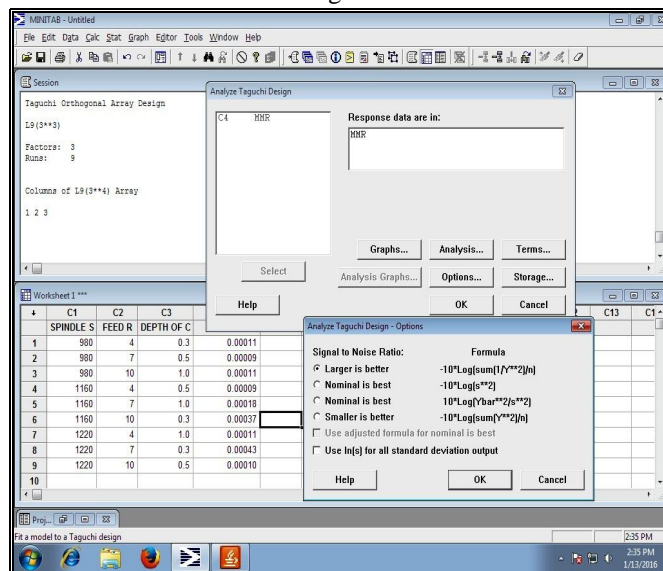 MINITAB - Untitled
File Edit Data Calc Stat Graph Editor Tools Window Help
Session
Taguchi Orthogonal Array Design
L9(3**3)
Factors: 3
Runs: 9
Columns of L9(3**4) Array
1 2 3
Analyze Taguchi Design
C4 MMR
Response data are in:
MMR
Graphs... Analysis... Terms...
Select Analysis Graphs... Options... Storage...
Help OK Cancel
Worksheet 1 ***
C1 C2 C3 C13 C1
SPINDLE S FEED R DEPTH OF C
1 980 4 0.3 0.00011
2 980 7 0.5 0.00009
3 980 10 1.0 0.00011
4 1160 4 0.5 0.00009
5 1160 7 1.0 0.00018
6 1160 10 0.3 0.00037
7 1220 4 1.0 0.00011
8 1220 7 0.3 0.00043
9 1220 10 0.5 0.00010
10
Analyze Taguchi Design - Options
Signal to Noise Ratio: Formula
Larger is better -10*Log(sum(1/Y**2)/n)
Nominal is best -10*Log(s**2)
Nominal is best 10*Log(Ybar**2/s**2)
Smaller is better -10*Log(sum(Y**2)/n)
Use adjusted formula for nominal is best
Use ln(s) for all standard deviation output
Help OK Cancel
Proj...
Fit a model to a Taguchi design 2:35 PM
2:35 PM
1/13/2016